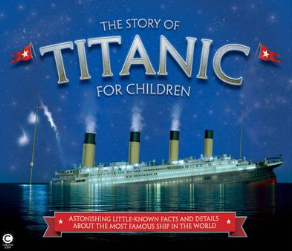 THE STORY OF
TITANIC
FOR CHILDREN
ASTONISHING LITTLE-KNOWN FACTS AND DETAILS
ABOUT THE MOST FAMOUS SHIP IN THE WORLD